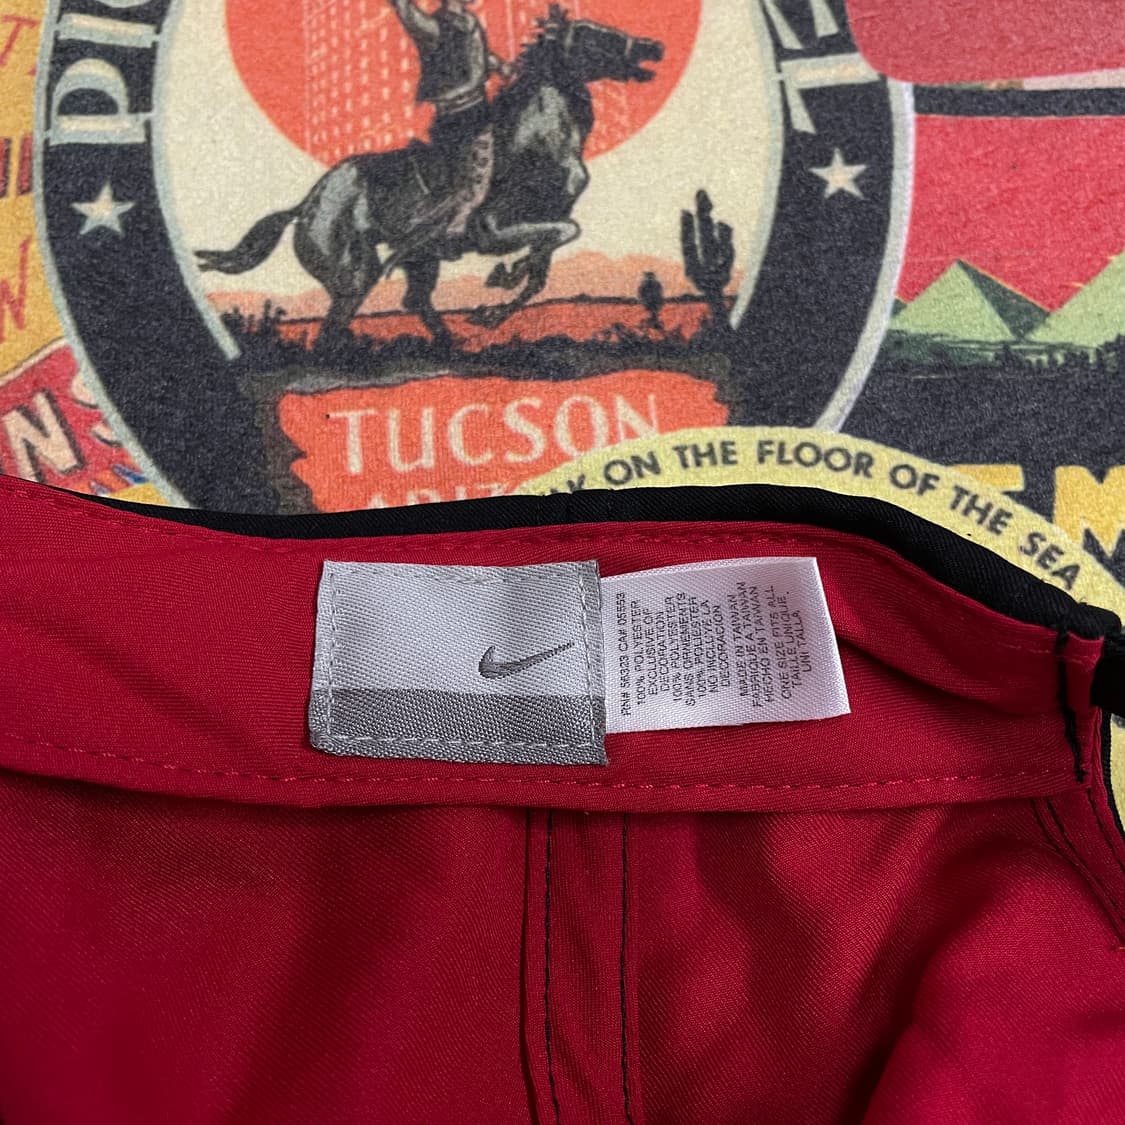 TUCSON
ON THE FLOOR OF THE SEA
RN# 56323 CA# 05553
100% POLYESTER
EXCLUSIVE OF
DECORATION
100% POLYESTER
SANS ORNEMENTS
100% POLIESTER
NO INCLUYE LA
DECORACION
MADE IN TAIWAN
FABRIQUE A TAIWAN
HECHO EN TAIWAN
ONE SIZE FITS ALL
TAILLE UNIQUE
UNI TALLA